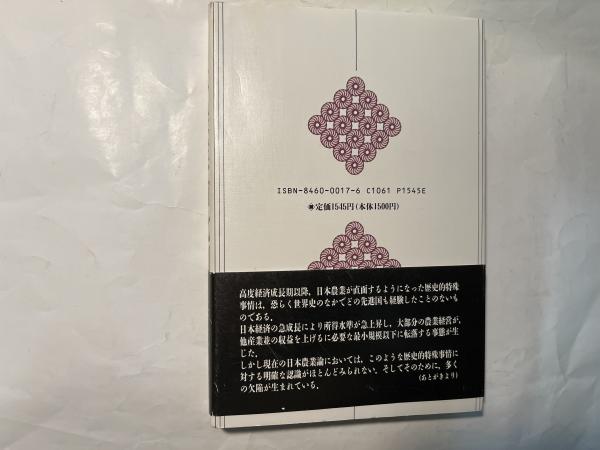 ISBN-8460-0017-6 C1061 P1545E
定価1545円(本体1500円)
高度経済成長期以降、日本農業が直面するようになった歴史的特殊
事情は、恐らく世界史のなかでどの先進国も経験したことのないも
のである。
日本経済の急成長により所得水準が急上昇し、大部分の農業経営が、
他産業並の収益を上げるに必要な最小規模以下に転落する事態が生
じた。
しかし現在の日本農業論においては、このような歴史的特殊事情に
対する明確な認識がほとんどみられない。そしてそのために、多く
の欠陥が生まれている。 (あとがきより)